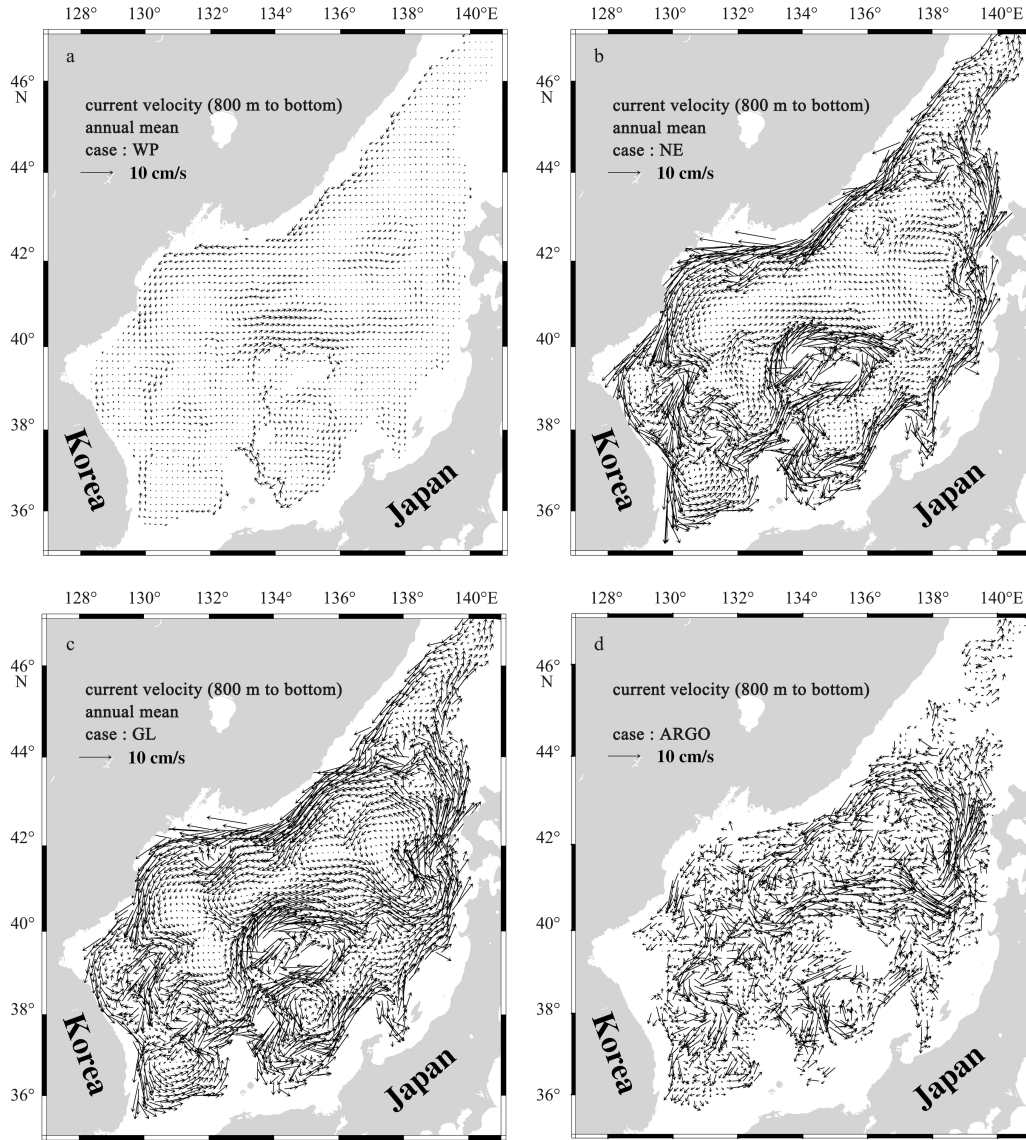 128° 130° 132° 134° 136° 138° 140°E
a
46°
N
current velocity (800 m to bottom)
annual mean
case : WP
10 cm/s
44°
42°
40°
38°
36°
Korea
Japan
128° 130° 132° 134° 136° 138° 140°E
b
46°
N
current velocity (800 m to bottom)
annual mean
case : NE
10 cm/s
44°
42°
40°
38°
36°
Korea
Japan
128° 130° 132° 134° 136° 138° 140°E
c
46°
N
current velocity (800 m to bottom)
annual mean
case : GL
10 cm/s
44°
42°
40°
38°
36°
Korea
Japan
128° 130° 132° 134° 136° 138° 140°E
d
46°
N
current velocity (800 m to bottom)
case : ARGO
10 cm/s
44°
42°
40°
38°
36°
Korea
Japan